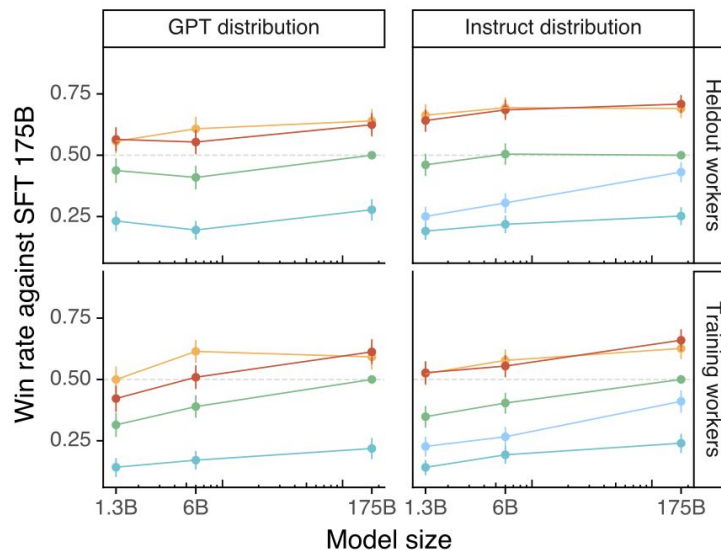 GPT distribution
Instruct distribution
Win rate against SFT 175B
0.75
0.50
0.25
Heldout workers
0.75
0.50
0.25
Training workers
1.3B 6B 175B
1.3B 6B 175B
Model size